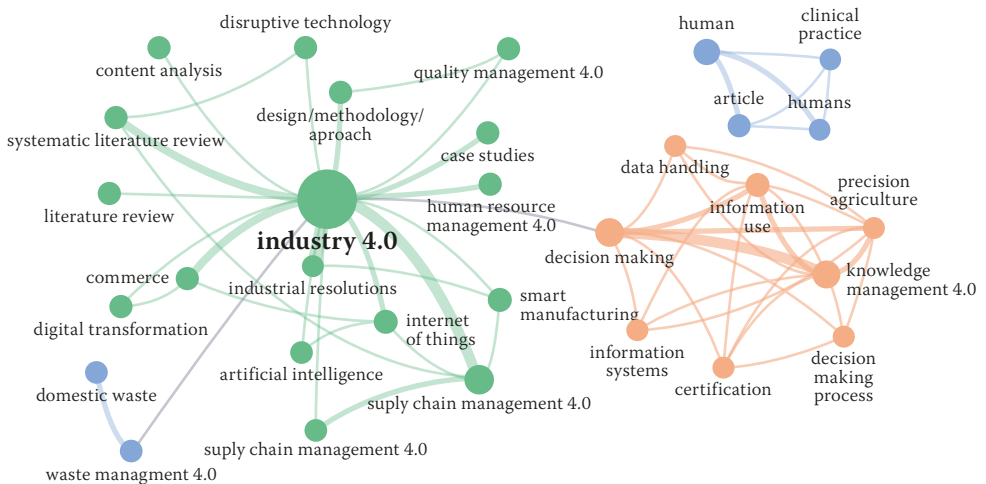 disruptive technology
content analysis
quality management 4.0
design/methodology/
aproach
systematic literature review
case studies
literature review
human resource
management 4.0
industry 4.0
commerce
industrial resolutions
digital transformation
smart
manufacturing
internet
of things
artificial intelligence
domestic waste
suply chain management 4.0
suply chain management 4.0
waste managment 4.0
human
clinical
practice
article
humans
data handling
precision
agriculture
information
use
decision making
knowledge
management 4.0
information
systems
certification
decision
making
process